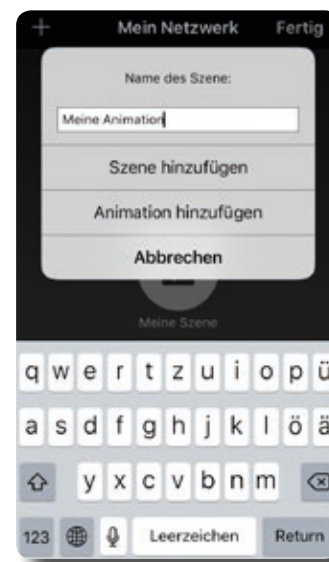 + Mein Netzwerk Fertig
Name des Szene:
Meine Animation
Szene hinzufügen
Animation hinzufügen
Abbrechen
Meine Szene
q w e r t z u i o p ü
a s d f g h j k l ö ä
y x c v b n m
123 Leerzeichen Return